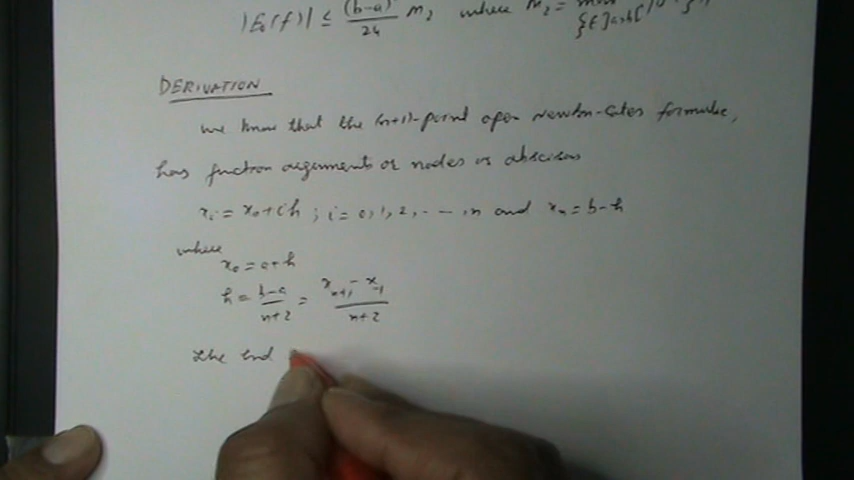 |E₀(f)| ≤ (b-a)/24 M₂ where M₂ =
DERIVATION
We know that the (n+1)-point open Newton-Cotes formulae,
has function arguments or nodes or abscissas
xᵢ = x₀ + ih ; i = 0, 1, 2, - - -, n and xₙ = b - h
where
x₀ = a + h
h = (b-a)/(n+2) = (xₙ₊₁ - x₋₁)/(n+2)
The end